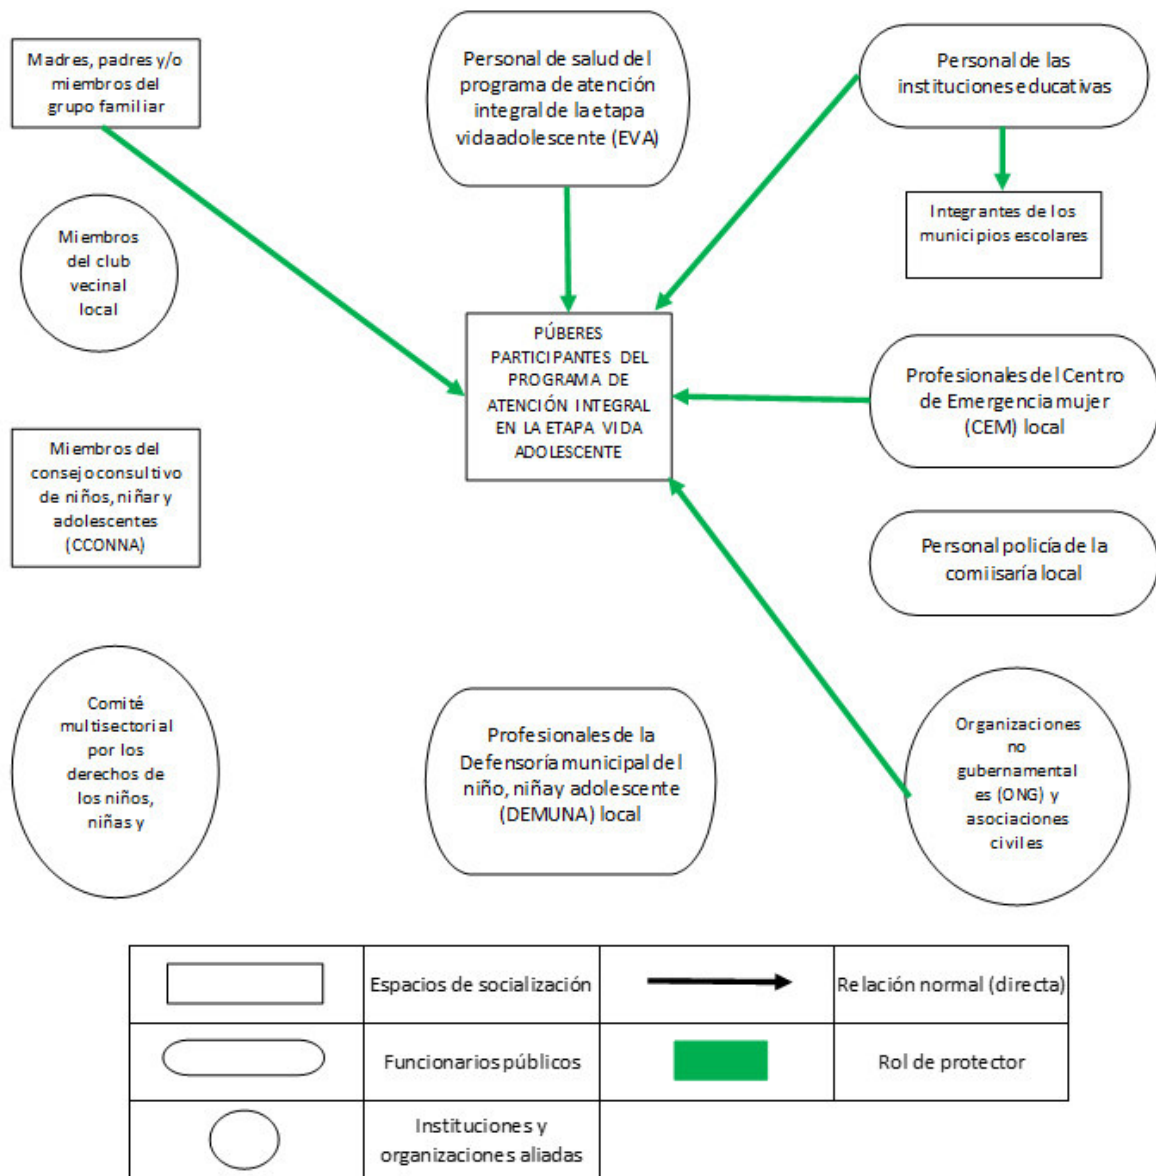 Madres, padres y/o
miembros del
grupo familiar
Personal de salud del
programa de atención
integral de la etapa
vidaadolescente (EVA)
Personal de las
instituciones educativas
Miembros
del club
vecinal
local
Integrantes de los
municipios escolares
PÚBERES
PARTICIPANTES DEL
PROGRAMA DE
ATENCIÓN INTEGRAL
EN LA ETAPA VIDA
ADOLESCENTE
Profesionales del Centro
de Emergencia mujer
(CEM) local
Miembros del
consejo consultivo
de niños, niñar y
adolescentes
(CCONNA)
Personal policía de la
comiisaría local
Comité
multisectorial
por los
derechos de
los niños,
niñas y
Profesionales de la
Defensoría municipal del
niño, niña y adolescente
(DEMUNA) local
Organizaciones
no
gubernamental
es (ONG) y
asociaciones
civiles
Espacios de socialización
Relación normal (directa)
Funcionarios públicos
Rol de protector
Instituciones y
organizaciones aliadas